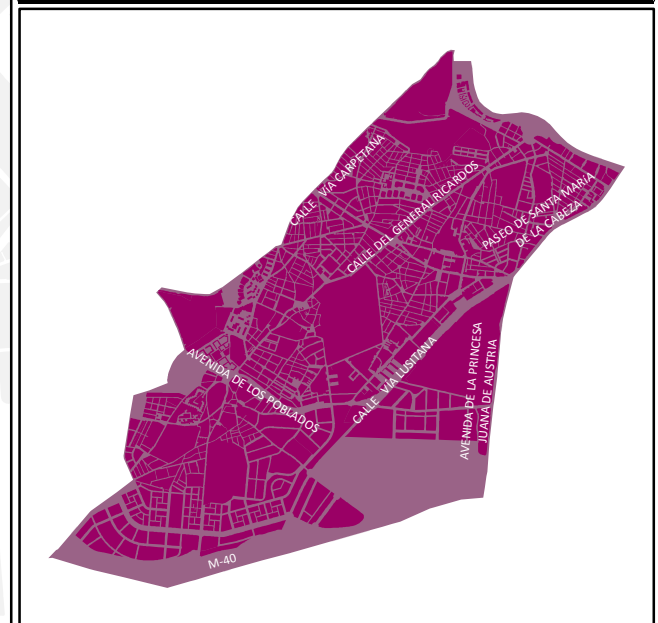 CALLE VÍA CARPETANA
CALLE DEL GENERAL RICARDOS
PASEO DE SANTA MARÍA
DE LA CABEZA
AVENIDA DE LOS POBLADOS
CALLE VÍA LUSITANA
AVENIDA DE LA PRINCESA
JUANA DE AUSTRIA
M-40